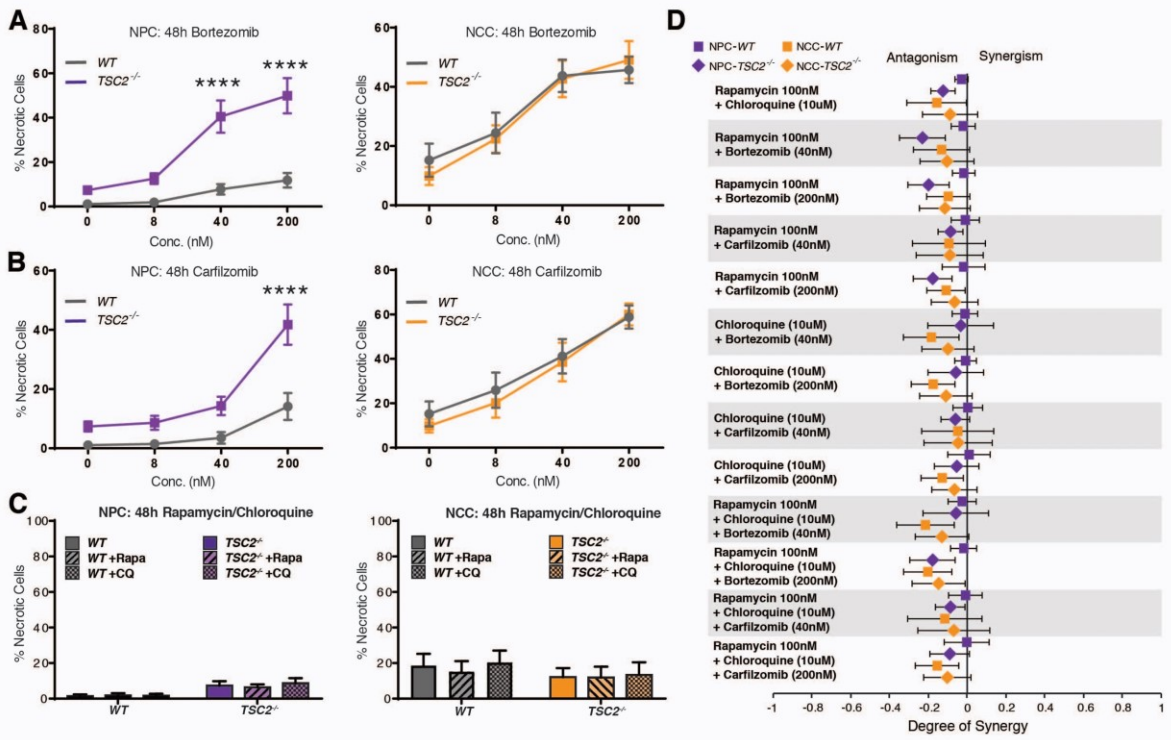 A
NPC: 48h Bortezomib
WT
TSC2-/-
****
****
80
60
40
20
0
% Necrotic Cells
0 8 40 200
Conc. (nM)
NCC: 48h Bortezomib
WT
TSC2-/-
60
40
20
0
% Necrotic Cells
0 8 40 200
Conc. (nM)
B
NPC: 48h Carfilzomib
WT
TSC2-/-
****
60
40
20
0
% Necrotic Cells
0 8 40 200
Conc. (nM)
NCC: 48h Carfilzomib
WT
TSC2-/-
80
60
40
20
0
% Necrotic Cells
0 8 40 200
Conc. (nM)
C
NPC: 48h Rapamycin/Chloroquine
WT
WT+Rapa
WT+CQ
TSC2-/-
TSC2-/-+Rapa
TSC2-/-+CQ
100
80
60
40
20
0
% Necrotic Cells
WT TSC2-/-
NCC: 48h Rapamycin/Chloroquine
WT
WT+Rapa
WT+CQ
TSC2-/-
TSC2-/-+Rapa
TSC2-/-+CQ
100
80
60
40
20
0
% Necrotic Cells
WT TSC2-/-
D
NPC-WT NCC-WT
NPC-TSC2-/- NCC-TSC2-/-
Antagonism Synergism
Rapamycin 100nM
+ Chloroquine (10uM)
Rapamycin 100nM
+ Bortezomib (40nM)
Rapamycin 100nM
+ Bortezomib (200nM)
Rapamycin 100nM
+ Carfilzomib (40nM)
Rapamycin 100nM
+ Carfilzomib (200nM)
Chloroquine (10uM)
+ Bortezomib (40nM)
Chloroquine (10uM)
+ Bortezomib (200nM)
Chloroquine (10uM)
+ Carfilzomib (40nM)
Chloroquine (10uM)
+ Carfilzomib (200nM)
Rapamycin 100nM
+ Chloroquine (10uM)
+ Bortezomib (40nM)
Rapamycin 100nM
+ Chloroquine (10uM)
+ Bortezomib (200nM)
Rapamycin 100nM
+ Chloroquine (10uM)
+ Carfilzomib (40nM)
Rapamycin 100nM
+ Chloroquine (10uM)
+ Carfilzomib (200nM)
-1 -0.8 -0.6 -0.4 -0.2 0 0.2 0.4 0.6 0.8 1
Degree of Synergy